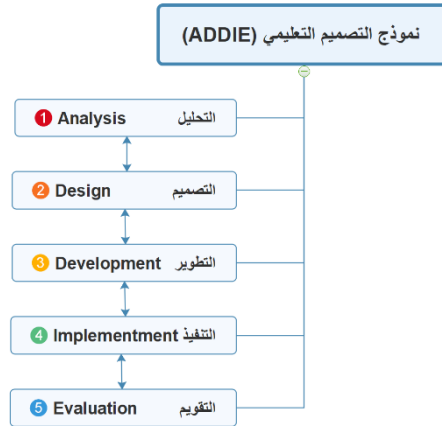 نموذج التصميم التعليمي (ADDIE)
1 Analysis التحليل
2 Design التصميم
3 Development التطوير
4 Implementment التنفيذ
5 Evaluation التقويم